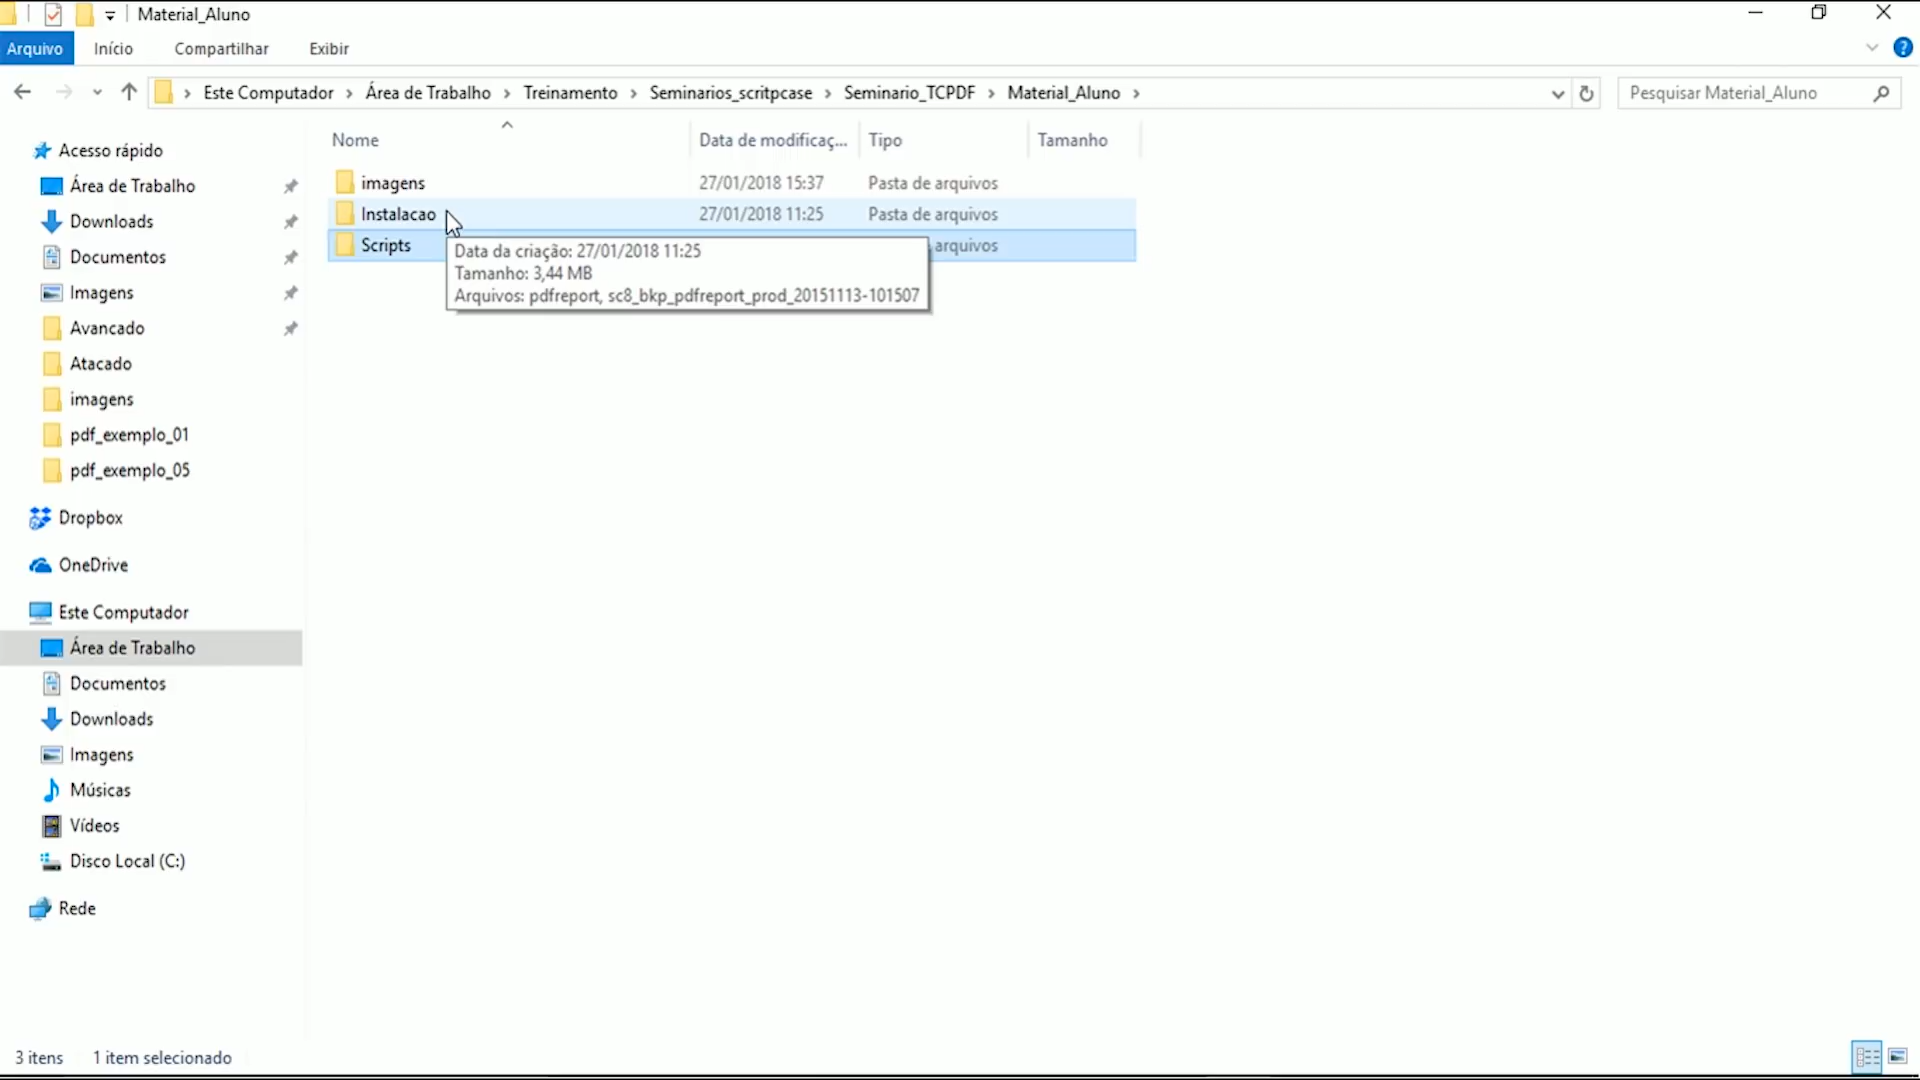 Material_Aluno
Arquivo Início Compartilhar Exibir
Este Computador Área de Trabalho Treinamento Seminarios_scritpcase Seminario_TCPDF Material_Aluno Pesquisar Material_Aluno
Nome Data de modificaç... Tipo Tamanho
imagens 27/01/2018 15:37 Pasta de arquivos
Instalacao 27/01/2018 11:25 Pasta de arquivos
Scripts arquivos
Data da criação: 27/01/2018 11:25
Tamanho: 3,44 MB
Arquivos: pdfreport, sc8_bkp_pdfreport_prod_20151113-101507
Acesso rápido
Área de Trabalho
Downloads
Documentos
Imagens
Avancado
Atacado
imagens
pdf_exemplo_01
pdf_exemplo_05
Dropbox
OneDrive
Este Computador
Área de Trabalho
Documentos
Downloads
Imagens
Músicas
Vídeos
Disco Local (C:)
Rede
3 itens 1 item selecionado